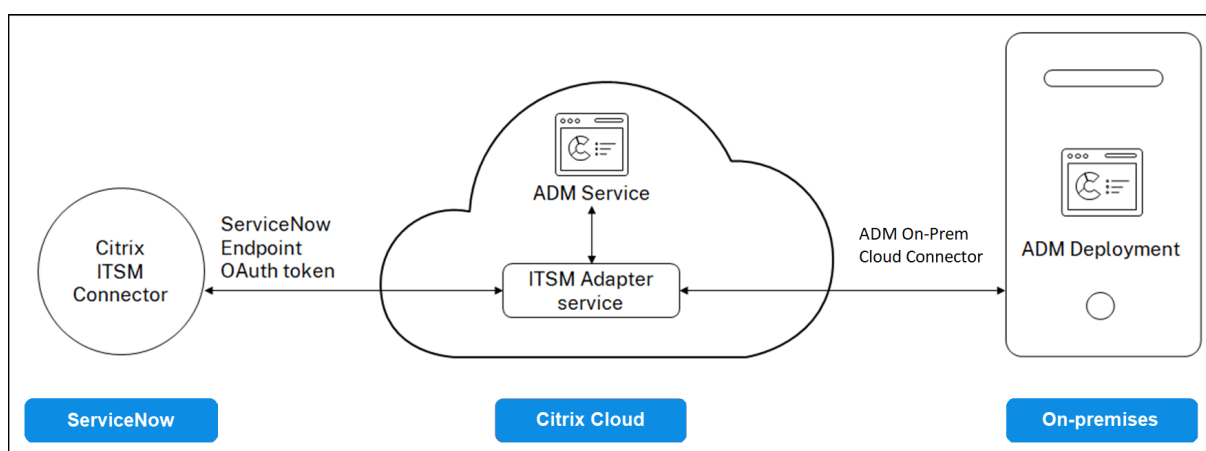 Citrix
ITSM
Connector
ServiceNow
Endpoint
OAuth token
ADM Service
ITSM Adapter
service
ADM On-Prem
Cloud Connector
ADM Deployment
ServiceNow
Citrix Cloud
On-premises